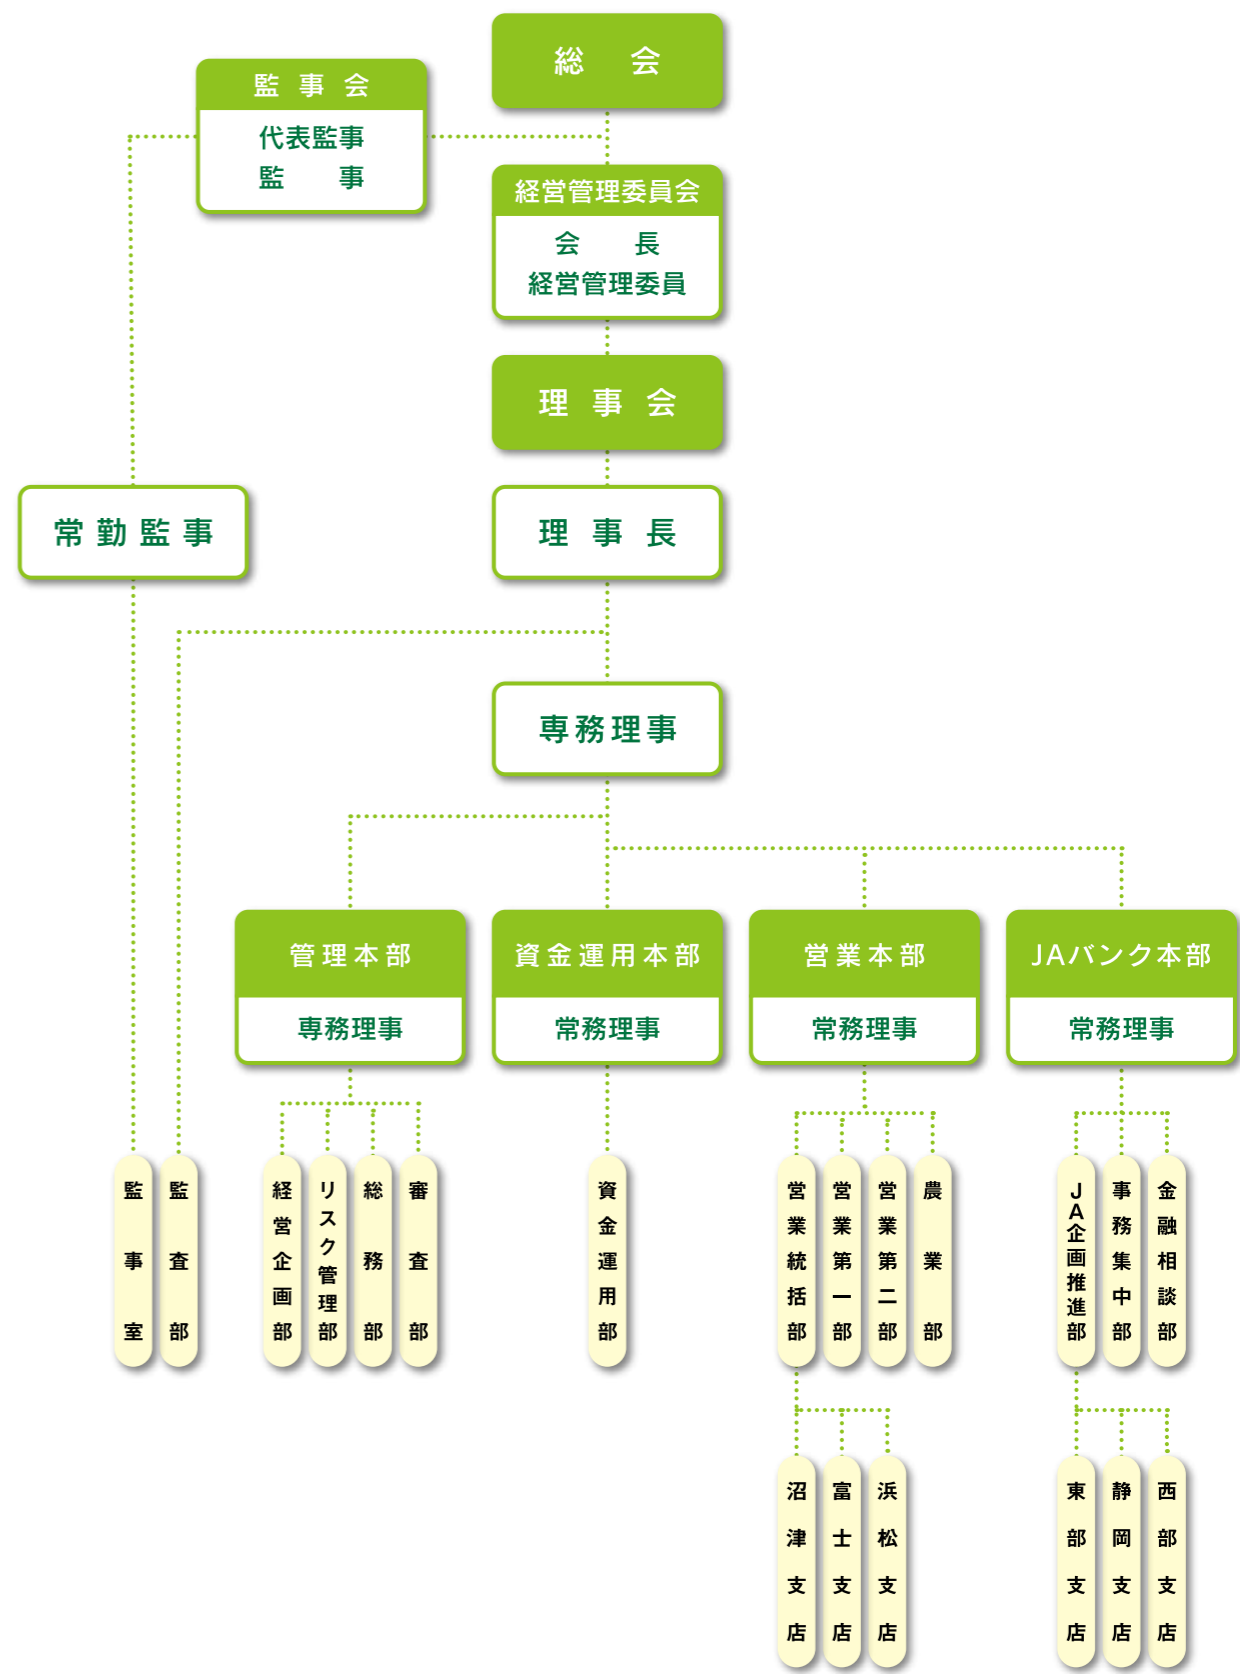 総会
監事会
代表監事
監事
経営管理委員会
会長
経営管理委員
理事会
常勤監事
理事長
専務理事
管理本部
専務理事
資金運用本部
常務理事
営業本部
常務理事
JAバンク本部
常務理事
監事室
監査部
経営企画部
リスク管理部
総務部
審査部
資金運用部
営業統括部
営業第一部
営業第二部
農業部
JA企画推進部
事務集中部
金融相談部
沼津支店
富士支店
浜松支店
東部支店
静岡支店
西部支店